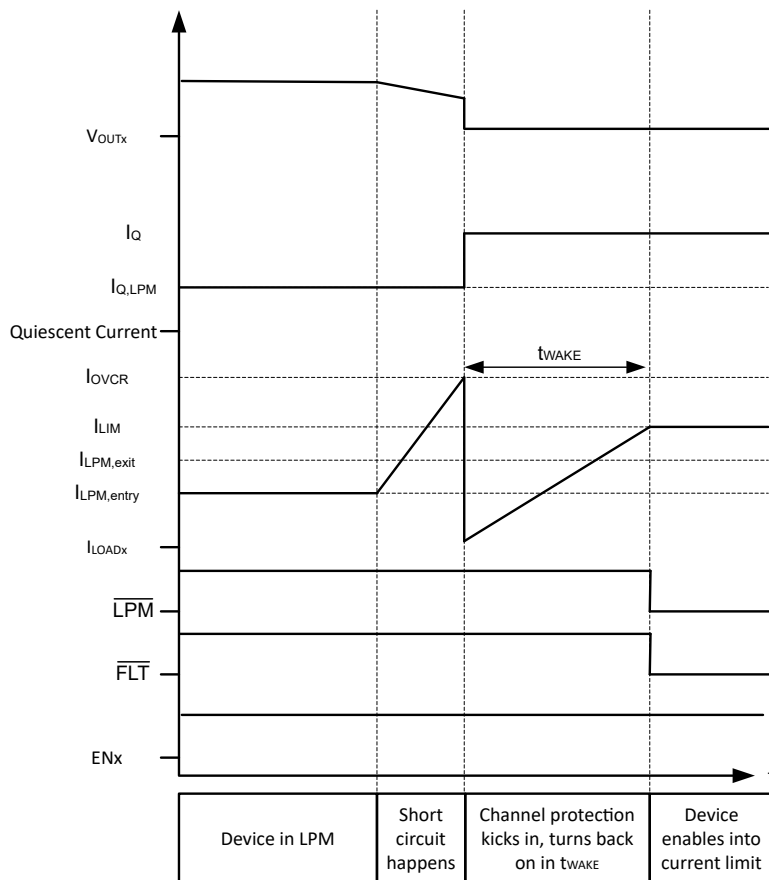 VOUTx
IQ
IQ,LPM
Quiescent Current
tWAKE
IOVCR
ILIM
ILPM,exit
ILPM,entry
ILOADx
LPM
FLT
ENx
Device in LPM
Short
circuit
happens
Channel protection
kicks in, turns back
on in tWAKE
Device
enables into
current limit